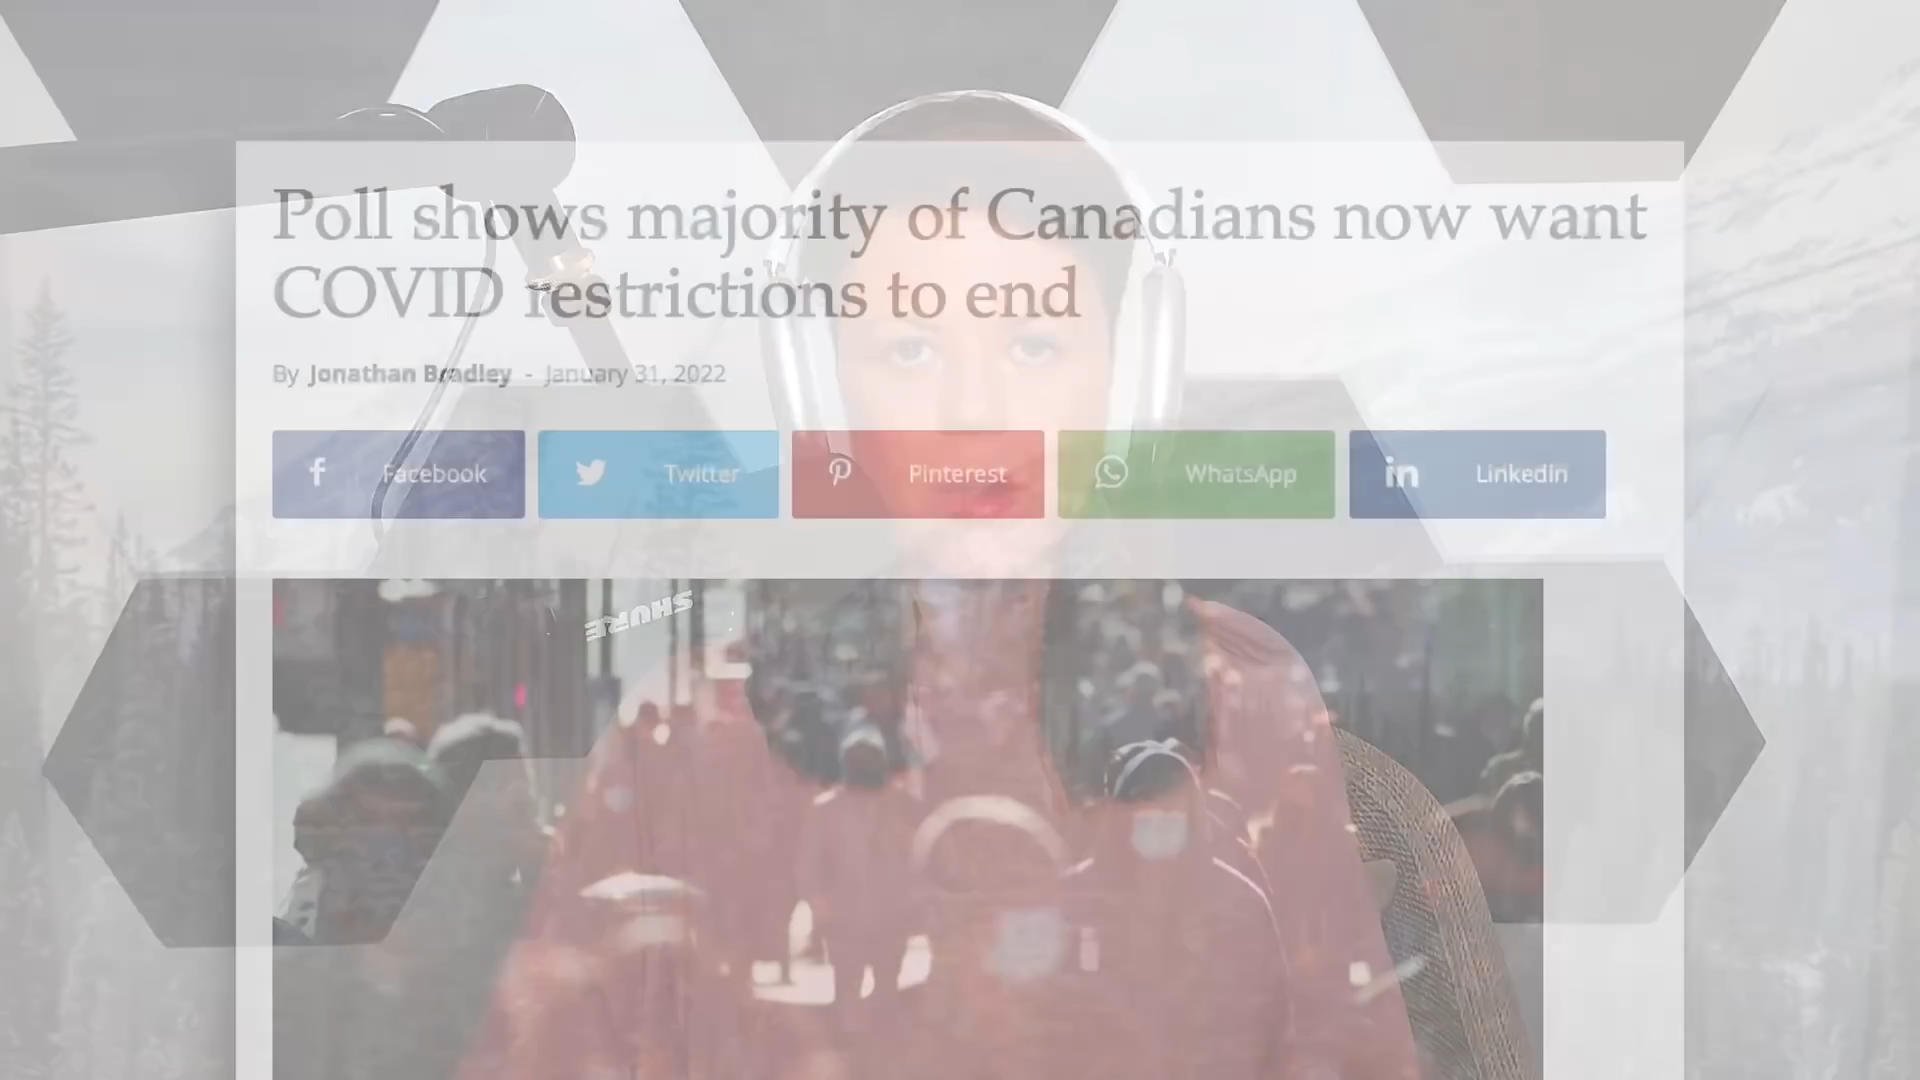 Poll shows majority of Canadians now want
COVID restrictions to end
By Jonathan Bradley - January 31, 2022
Facebook Twitter Pinterest WhatsApp Linkedin
SHURE